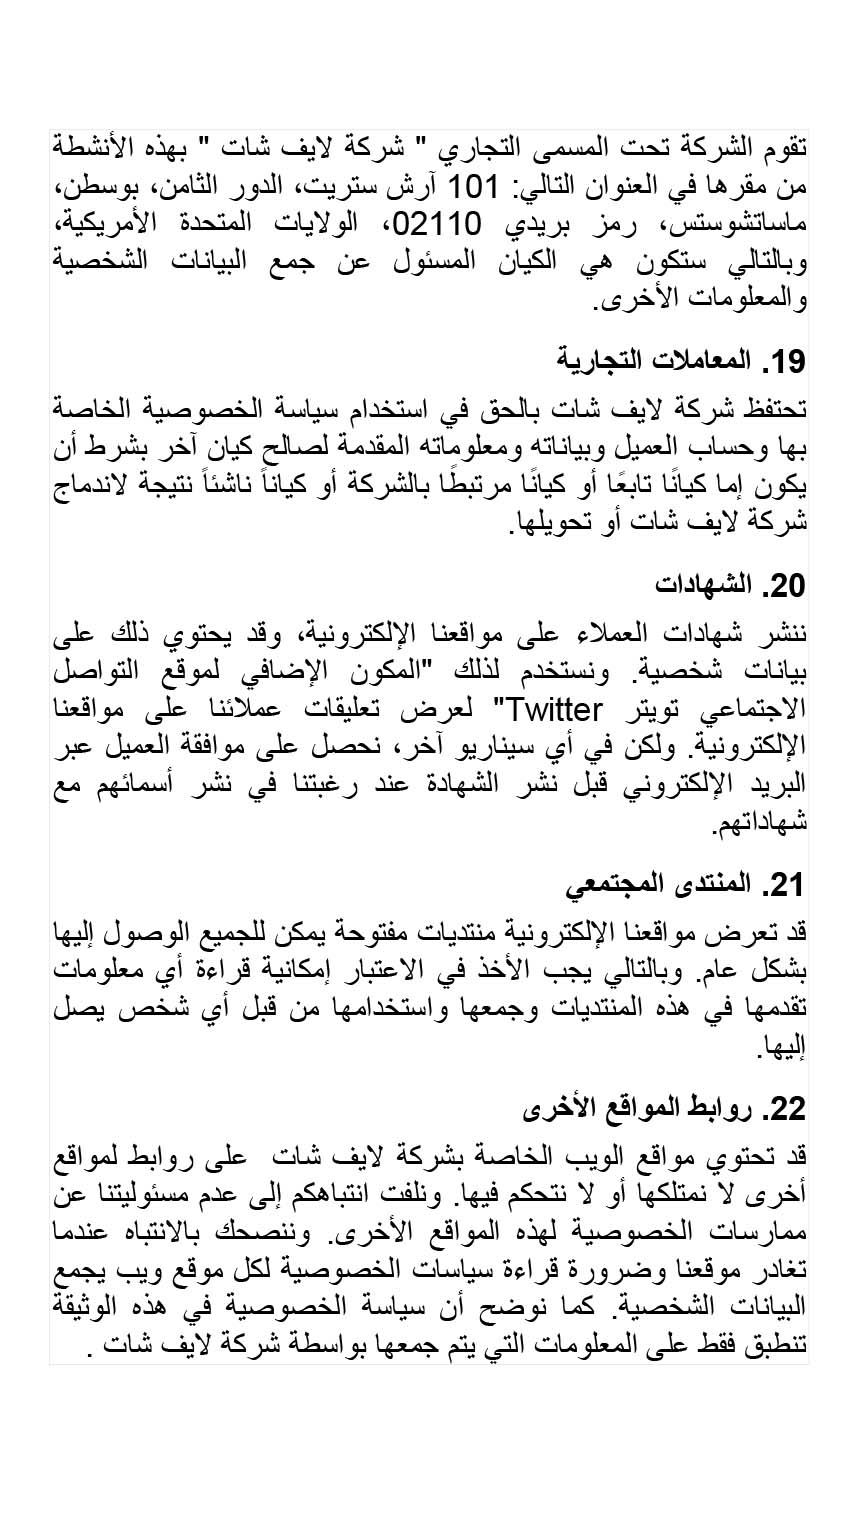 تقوم الشركة تحت المسمى التجاري " شركة لايف شات " بهذه الأنشطة
من مقرها في العنوان التالي: 101 آرش ستريت، الدور الثامن، بوسطن،
ماساتشوستس، رمز بريدي 02110، الولايات المتحدة الأمريكية،
وبالتالي ستكون هي الكيان المسئول عن جمع البيانات الشخصية
والمعلومات الأخرى.
19. المعاملات التجارية
تحتفظ شركة لايف شات بالحق في استخدام سياسة الخصوصية الخاصة
بها وحساب العميل وبياناته ومعلوماته المقدمة لصالح كيان آخر بشرط أن
يكون إما كيانًا تابعًا أو كيانًا مرتبطًا بالشركة أو كياناً ناشئاً نتيجة لاندماج
شركة لايف شات أو تحويلها.
20. الشهادات
ننشر شهادات العملاء على مواقعنا الإلكترونية، وقد يحتوي ذلك على
بيانات شخصية. ونستخدم لذلك "المكون الإضافي لموقع التواصل
الاجتماعي تويتر Twitter" لعرض تعليقات عملائنا على مواقعنا
الإلكترونية. ولكن في أي سيناريو آخر، نحصل على موافقة العميل عبر
البريد الإلكتروني قبل نشر الشهادة عند رغبتنا في نشر أسمائهم مع
شهاداتهم.
21. المنتدى المجتمعي
قد تعرض مواقعنا الإلكترونية منتديات مفتوحة يمكن للجميع الوصول إليها
بشكل عام. وبالتالي يجب الأخذ في الاعتبار إمكانية قراءة أي معلومات
تقدمها في هذه المنتديات وجمعها واستخدامها من قبل أي شخص يصل
إليها.
22. روابط المواقع الأخرى
قد تحتوي مواقع الويب الخاصة بشركة لايف شات  على روابط لمواقع
أخرى لا نمتلكها أو لا نتحكم فيها. ونلفت انتباهكم إلى عدم مسئوليتنا عن
ممارسات الخصوصية لهذه المواقع الأخرى. وننصحك بالانتباه عندما
تغادر موقعنا وضرورة قراءة سياسات الخصوصية لكل موقع ويب يجمع
البيانات الشخصية. كما نوضح أن سياسة الخصوصية في هذه الوثيقة
تنطبق فقط على المعلومات التي يتم جمعها بواسطة شركة لايف شات .